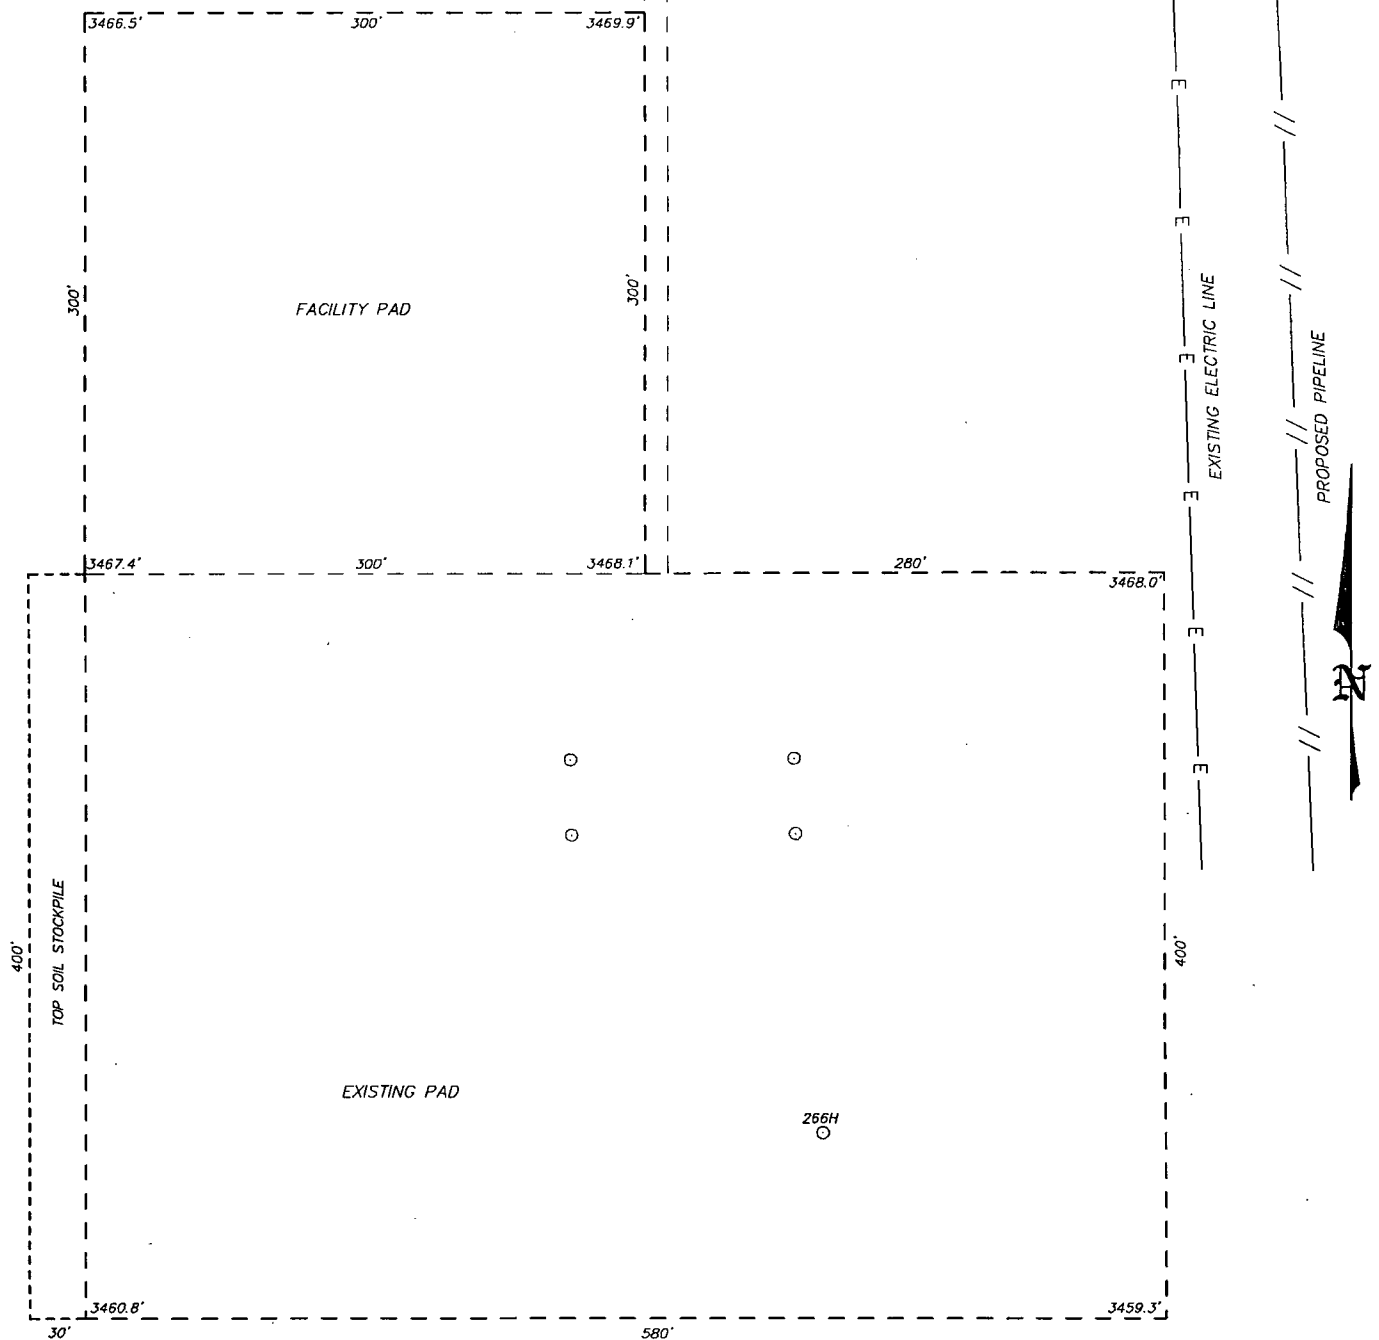 3466.5' 300' 3469.9'
E
//
E
//
300' FACILITY PAD 300'
EXISTING ELECTRIC LINE
E
PROPOSED PIPELINE
//
E
3467.4' 300' 3468.1' 280' 3468.0'
//
E
N
//
E
TOP SOIL STOCKPILE
400' 400'
EXISTING PAD
266H
3460.8' 3459.3'
30' 580'